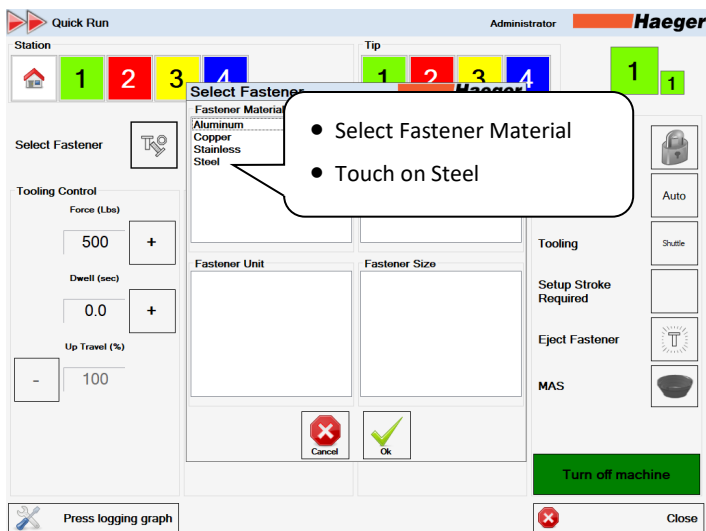 Quick Run
Administrator
Haeger
Station
Tip
1
2
3
4
1
2
3
4
1
1
Select Fastener
Haeger
Fastener Material
Aluminum
Copper
Stainless
Steel
• Select Fastener Material
• Touch on Steel
Select Fastener
Tooling Control
Force (Lbs)
500
+
Dwell (sec)
0.0
+
Up Travel (%)
-
100
Fastener Unit
Fastener Size
Cancel
Ok
Auto
Tooling
Shuttle
Setup Stroke
Required
Eject Fastener
T
MAS
Turn off machine
Press logging graph
Close